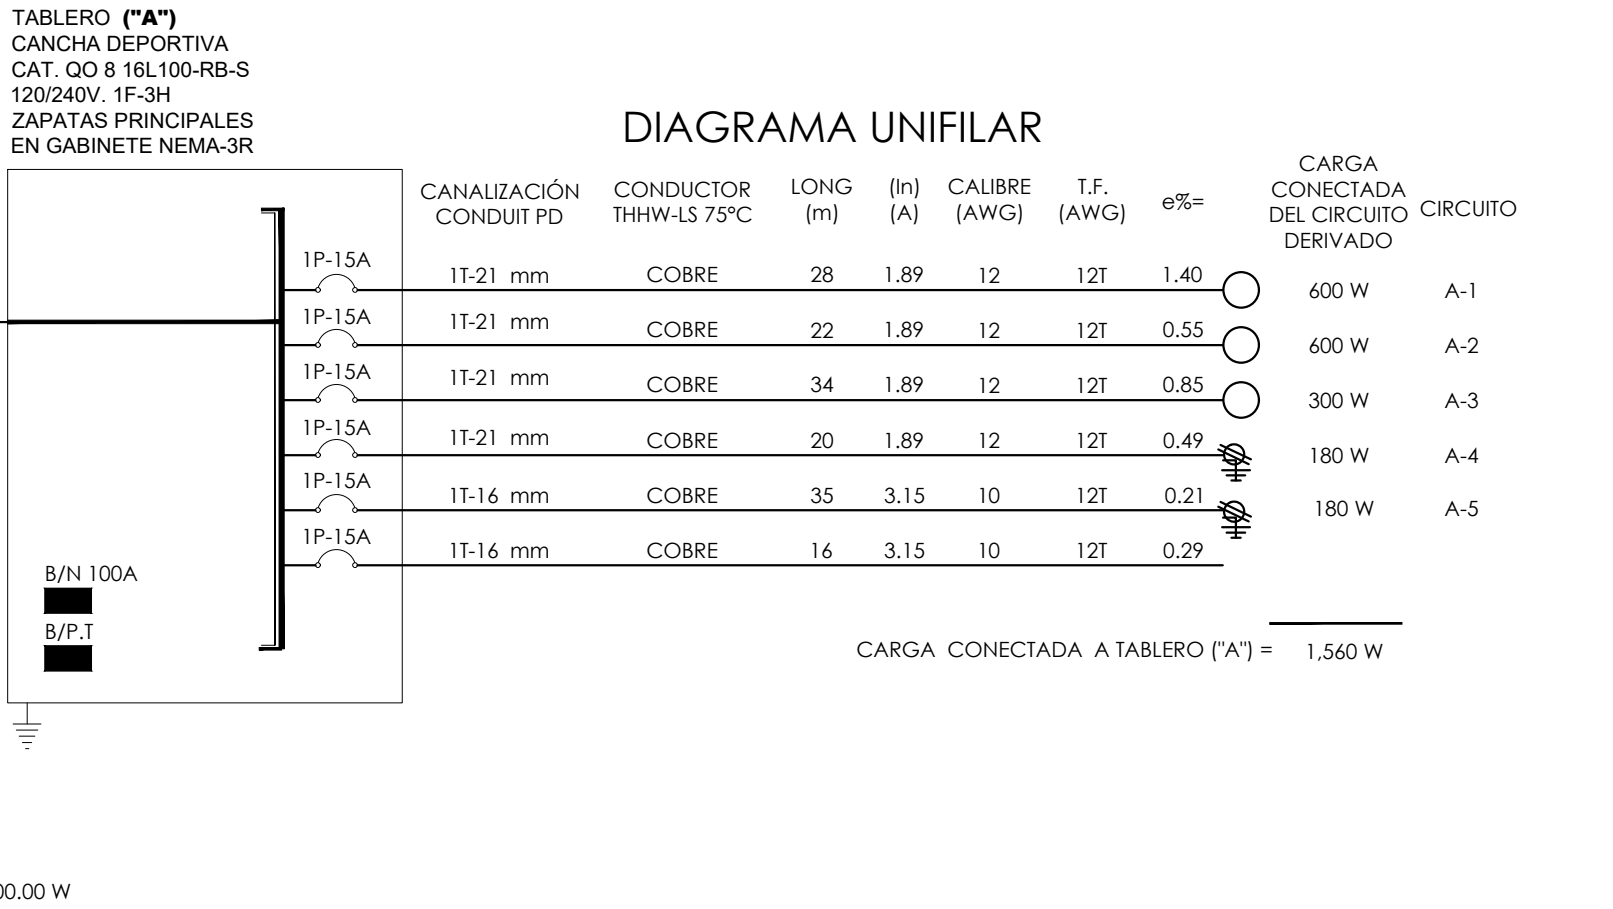 TABLERO ("A")
CANCHA DEPORTIVA
CAT. QO 8 16L100-RB-S
120/240V. 1F-3H
ZAPATAS PRINCIPALES
EN GABINETE NEMA-3R
DIAGRAMA UNIFILAR
CANALIZACIÓN CONDUIT PD
CONDUCTOR THHW-LS 75°C
LONG (m)
(In) (A)
CALIBRE (AWG)
T.F. (AWG)
e%=
CARGA CONECTADA DEL CIRCUITO DERIVADO
CIRCUITO
1P-15A 1T-21 mm COBRE 28 1.89 12 12T 1.40 600 W A-1
1P-15A 1T-21 mm COBRE 22 1.89 12 12T 0.55 600 W A-2
1P-15A 1T-21 mm COBRE 34 1.89 12 12T 0.85 300 W A-3
1P-15A 1T-21 mm COBRE 20 1.89 12 12T 0.49 180 W A-4
1P-15A 1T-16 mm COBRE 35 3.15 10 12T 0.21 180 W A-5
1P-15A 1T-16 mm COBRE 16 3.15 10 12T 0.29
B/N 100A
B/P.T
CARGA CONECTADA A TABLERO ("A") = 1,560 W
00.00 W